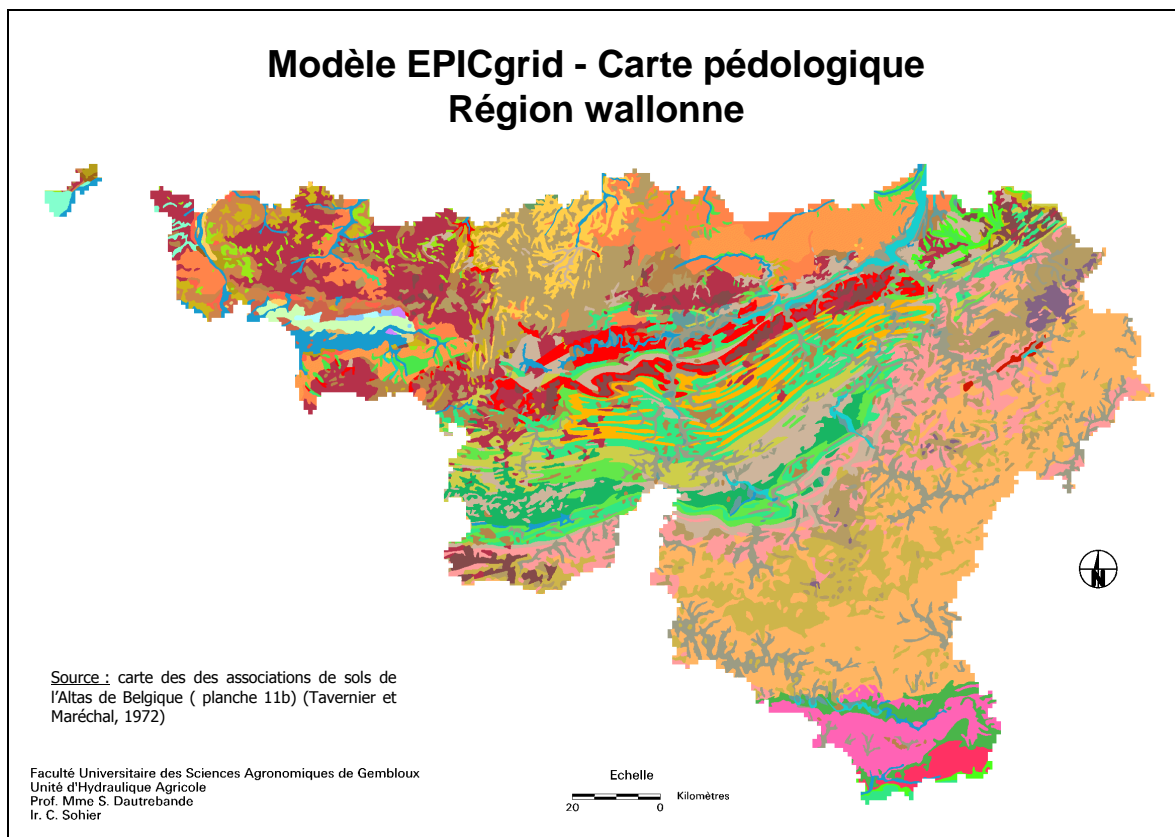 Modèle EPICgrid - Carte pédologique
Région wallonne
N
Source : carte des des associations de sols de
l'Altas de Belgique ( planche 11b) (Tavernier et
Maréchal, 1972)
Faculté Universitaire des Sciences Agronomiques de Gembloux
Unité d'Hydraulique Agricole
Prof. Mme S. Dautrebande
Ir. C. Sohier
Echelle
Kilomètres
20 0